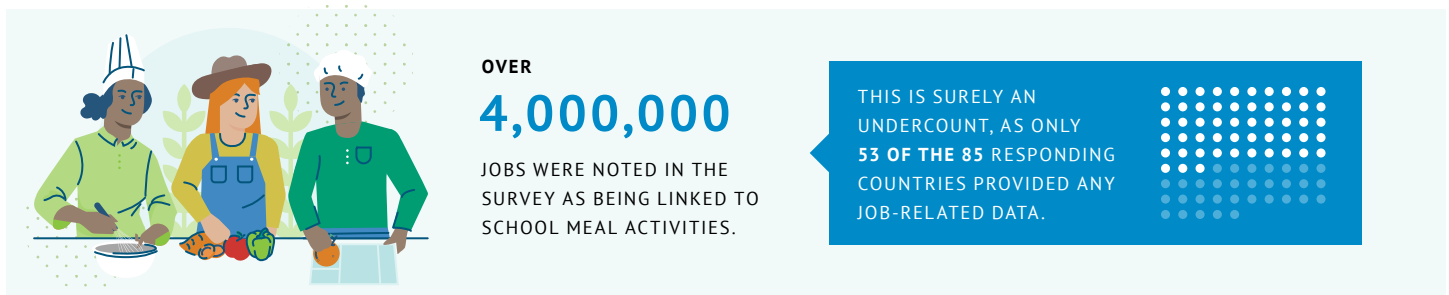 OVER
4,000,000
JOBS WERE NOTED IN THE
SURVEY AS BEING LINKED TO
SCHOOL MEAL ACTIVITIES.
THIS IS SURELY AN
UNDERCOUNT, AS ONLY
53 OF THE 85 RESPONDING
COUNTRIES PROVIDED ANY
JOB-RELATED DATA.